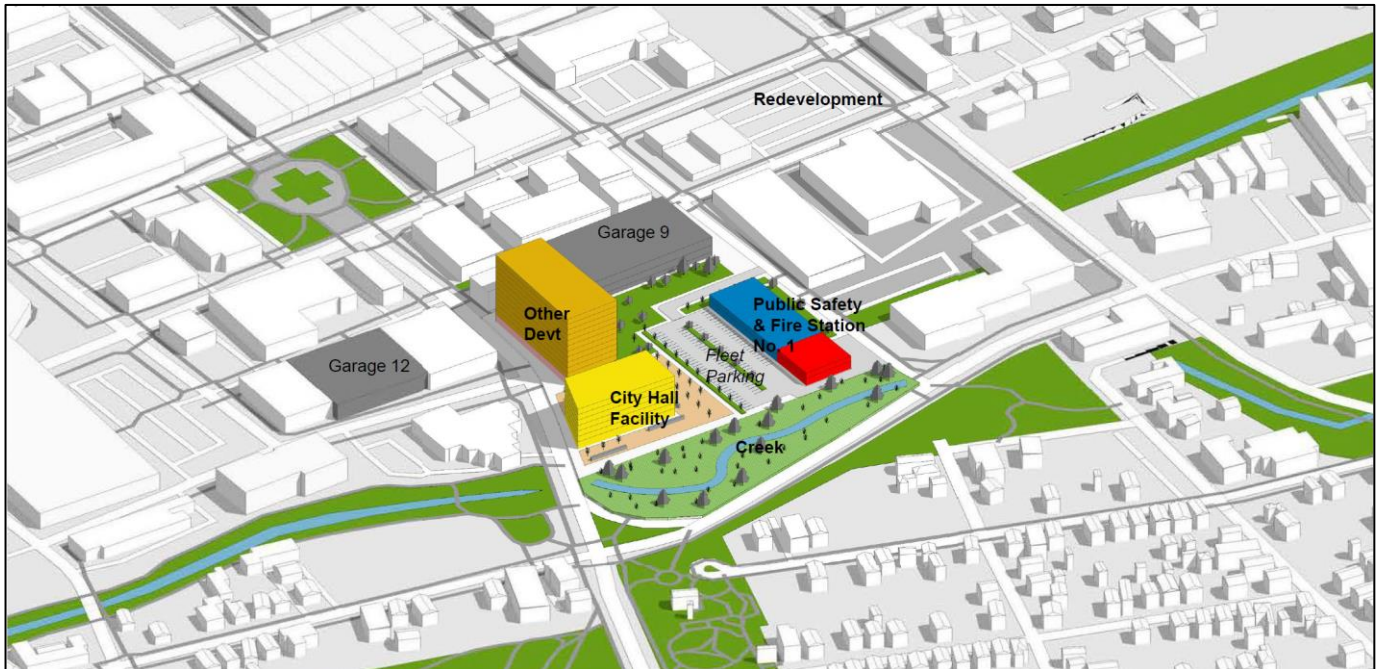 Redevelopment
Garage 9
Other
Devt
Public Safety
& Fire Station
No. 1
Fleet
Parking
Garage 12
City Hall
Facility
Creek